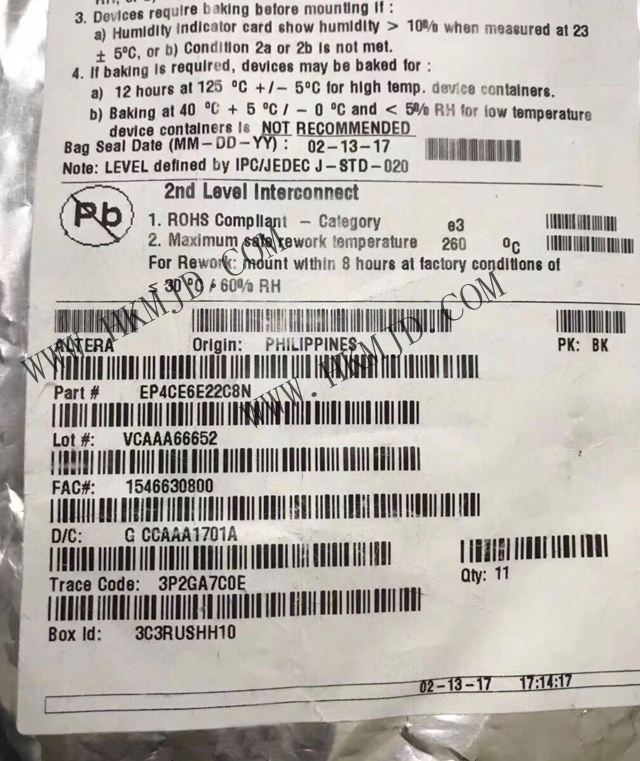 3. Devices require baking before mounting if :
a) Humidity Indicator card show humidity > 10% when measured at 23
± 5°C, or b) Condition 2a or 2b is not met.
4. If baking is required, devices may be baked for :
a) 12 hours at 125 °C +/- 5°C for high temp. device containers.
b) Baking at 40 °C + 5 °C / - 0 °C and < 5% RH for low temperature
device containers is NOT RECOMMENDED
Bag Seal Date (MM-DD-YY) : 02-13-17
Note: LEVEL defined by IPC/JEDEC J-STD-020
Pb
2nd Level Interconnect
1. ROHS Compliant - Category e3
2. Maximum safe rework temperature 260 °C
For Rework: mount within 8 hours at factory conditions of
≤ 30 °C / 60% RH
ALTERA Origin: PHILIPPINES PK: BK
Part # EP4CE6E22C8N
Lot #: VCAAA66652
FAC#: 1546630800
D/C: G CCAAA1701A
Trace Code: 3P2GA7C0E
Qty: 11
Box Id: 3C3RUSHH10
02-13-17 17:14:17
WWW.HKMJD.COM
WWW.HKMJD.COM